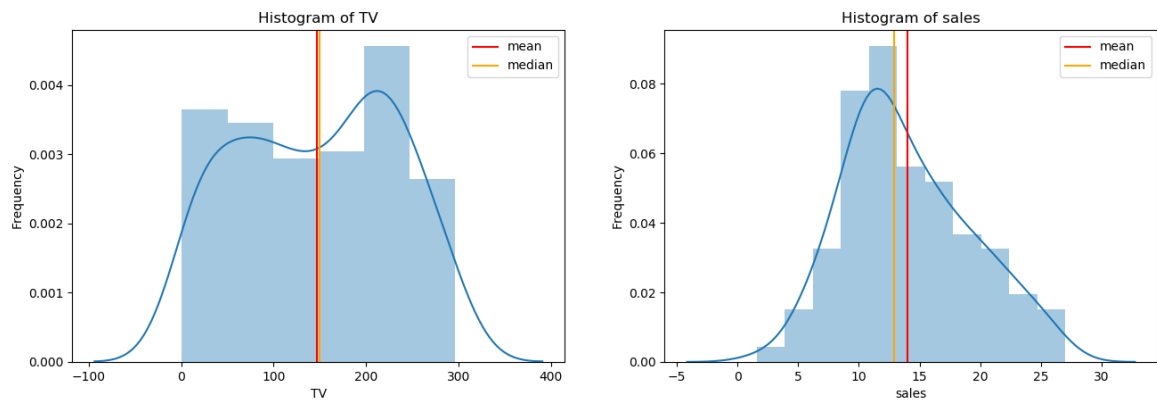 Histogram of TV
mean
median
0.004
0.003
0.002
0.001
0.000
Frequency
−100
0
100
200
300
400
TV
Histogram of sales
mean
median
0.08
0.06
0.04
0.02
0.00
Frequency
−5
0
5
10
15
20
25
30
sales